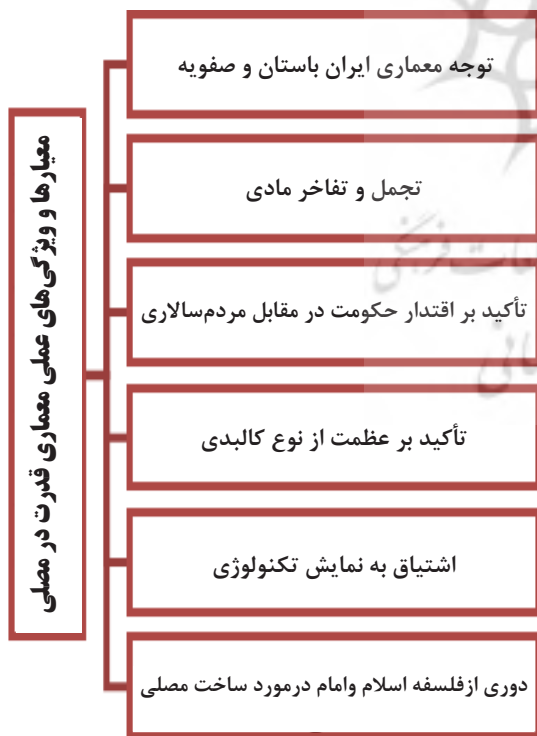 معیارها و ویژگی‌های عملی معماری قدرت در مصلی
توجه معماری ایران باستان و صفویه
تجمل و تفاخر مادی
تأکید بر اقتدار حکومت در مقابل مردم‌سالاری
تأکید بر عظمت از نوع کالبدی
اشتیاق به نمایش تکنولوژی
دوری ازفلسفه اسلام وامام درمورد ساخت مصلی